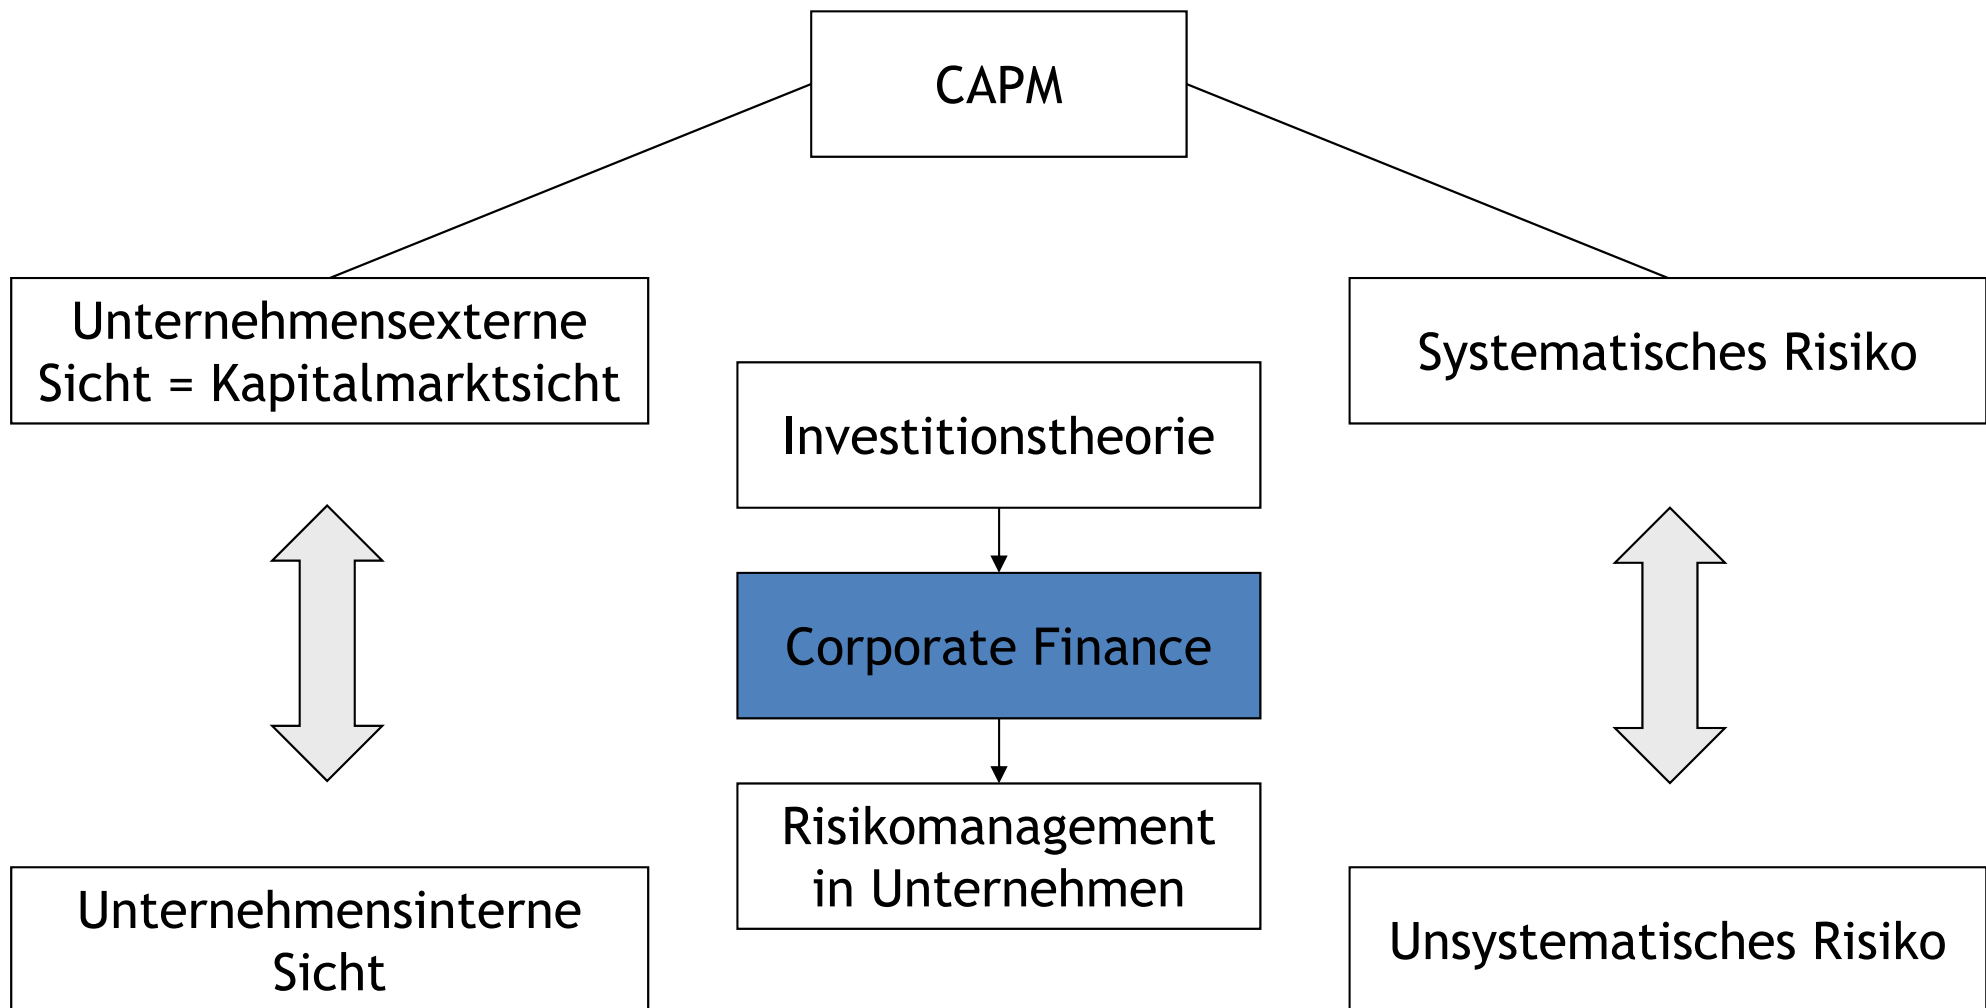 CAPM
Unternehmensexterne
Sicht = Kapitalmarktsicht
Systematisches Risiko
Investitionstheorie
Corporate Finance
Risikomanagement
in Unternehmen
Unternehmensinterne
Sicht
Unsystematisches Risiko